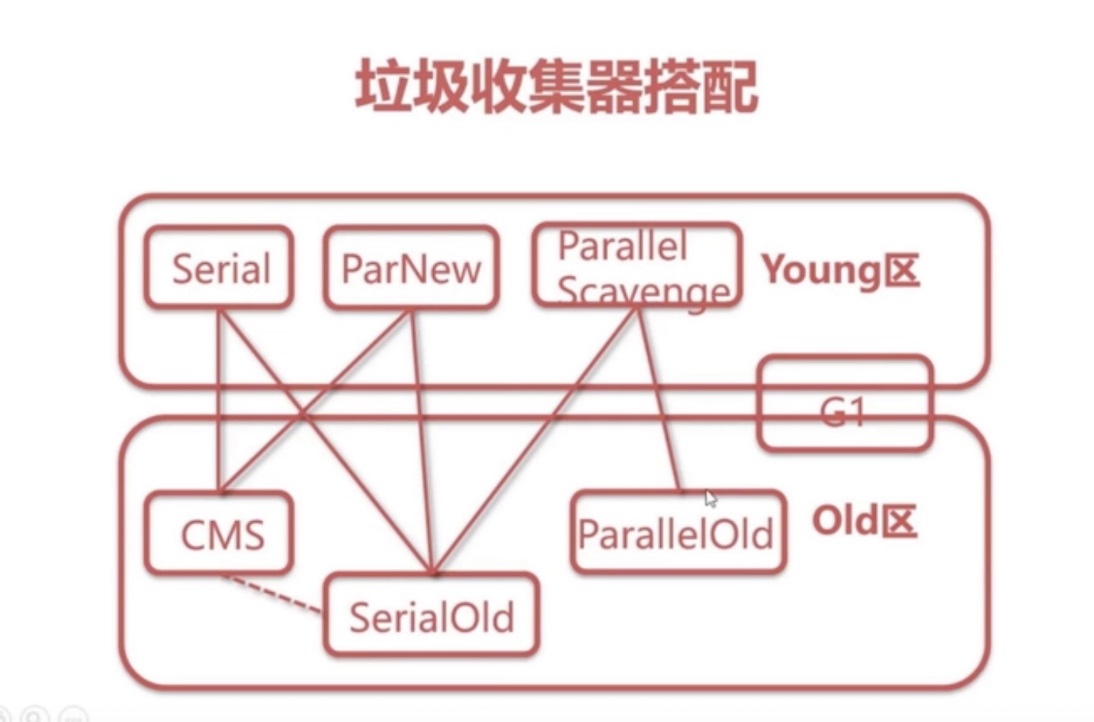 垃圾收集器搭配
Serial
ParNew
Parallel
Scavenge
Young区
G1
CMS
ParallelOld
Old区
SerialOld